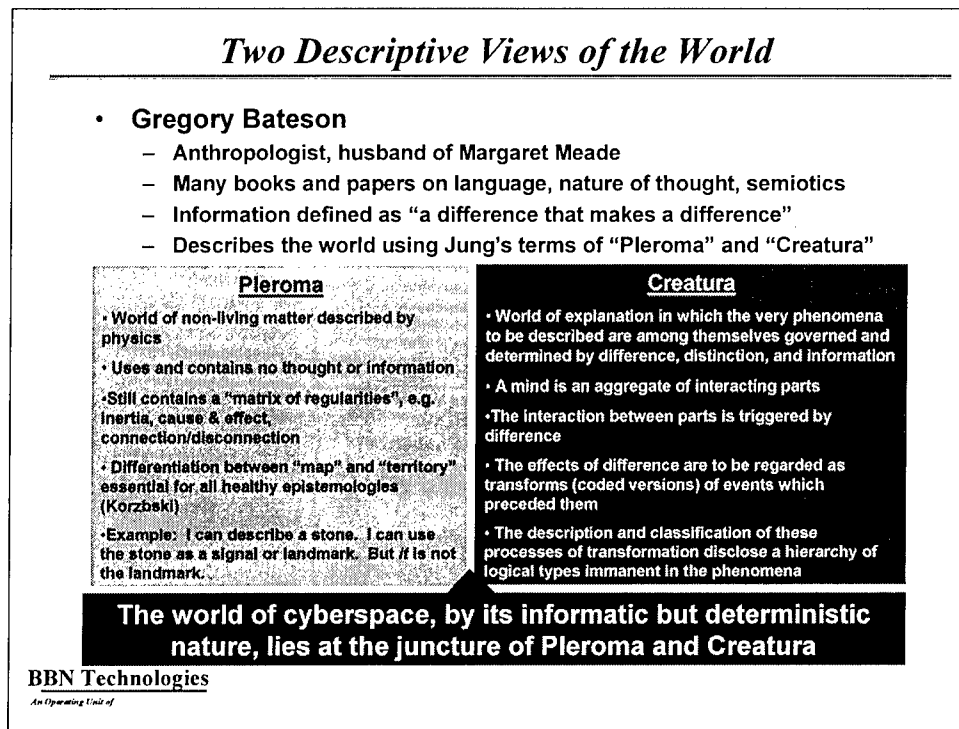 Two Descriptive Views of the World
• Gregory Bateson
– Anthropologist, husband of Margaret Meade
– Many books and papers on language, nature of thought, semiotics
– Information defined as “a difference that makes a difference”
– Describes the world using Jung’s terms of “Pleroma” and “Creatura”
Pleroma
• World of non-living matter described by
physics
• Uses and contains no thought or information
•Still contains a “matrix of regularities”, e.g.
inertia, cause & effect,
connection/disconnection
• Differentiation between “map” and “territory”
essential for all healthy epistemologies
(Korzbski)
•Example: I can describe a stone. I can use
the stone as a signal or landmark. But it is not
the landmark.
Creatura
• World of explanation in which the very phenomena
to be described are among themselves governed and
determined by difference, distinction, and information
• A mind is an aggregate of interacting parts
•The interaction between parts is triggered by
difference
• The effects of difference are to be regarded as
transforms (coded versions) of events which
preceded them
• The description and classification of these
processes of transformation disclose a hierarchy of
logical types immanent in the phenomena
The world of cyberspace, by its informatic but deterministic
nature, lies at the juncture of Pleroma and Creatura
BBN Technologies
An Operating Unit of